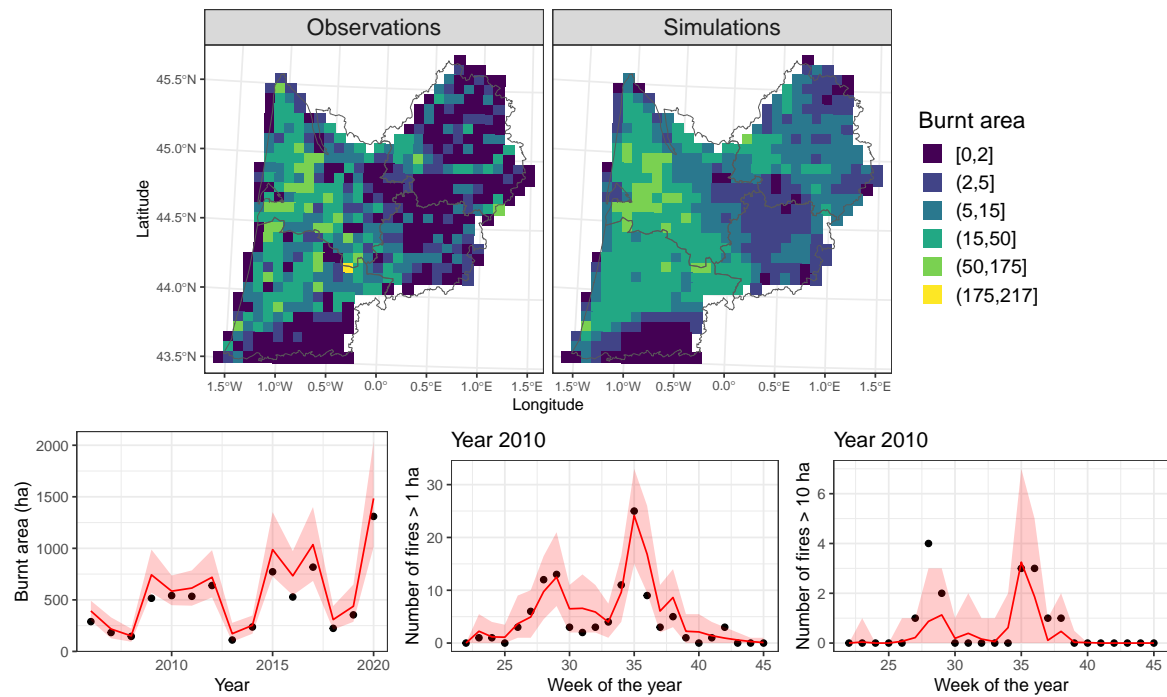 Observations
Simulations
45.5°N
45.0°N
44.5°N
44.0°N
43.5°N
Latitude
1.5°W
1.0°W
0.5°W
0.0°
0.5°E
1.0°E
1.5°E
1.5°W
1.0°W
0.5°W
0.0°
0.5°E
1.0°E
1.5°E
Longitude
Burnt area
[0,2]
(2,5]
(5,15]
(15,50]
(50,175]
(175,217]
2000
1500
1000
500
0
Burnt area (ha)
2010
2015
2020
Year
Year 2010
30
20
10
0
Number of fires > 1 ha
25
30
35
40
45
Week of the year
Year 2010
6
4
2
0
Number of fires > 10 ha
25
30
35
40
45
Week of the year